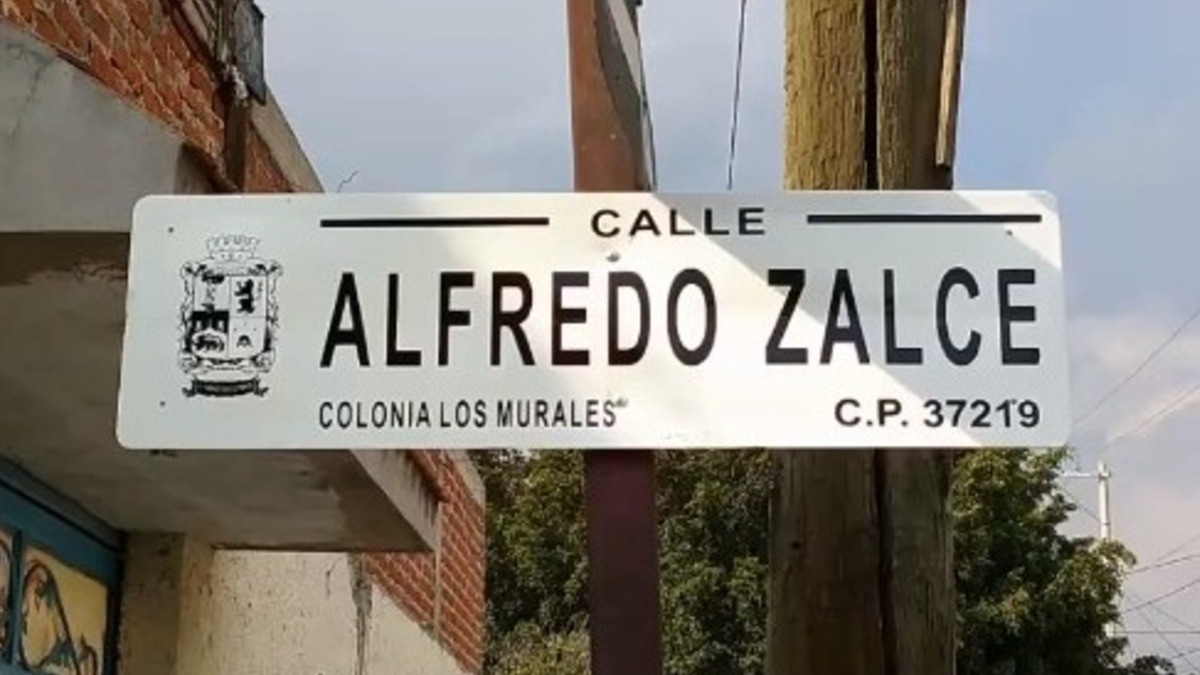 CALLE
ALFREDO ZALCE
COLONIA LOS MURALES
C.P. 37219